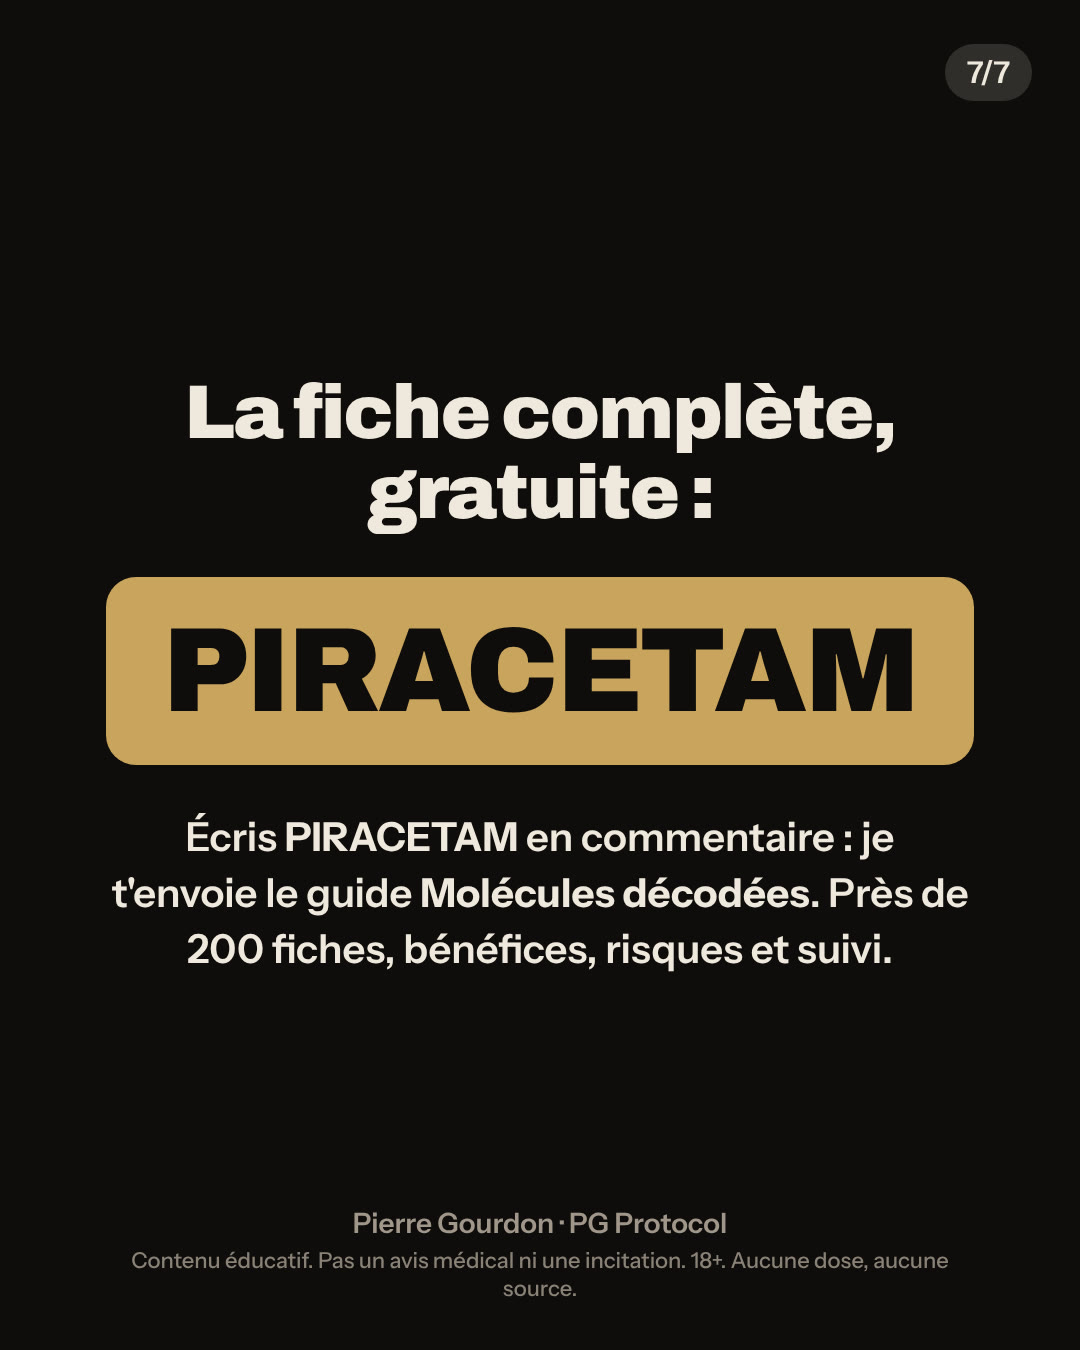 7/7
La fiche complète,
gratuite :
PIRACETAM
Écris PIRACETAM en commentaire : je
t'envoie le guide Molécules décodées. Près de
200 fiches, bénéfices, risques et suivi.
Pierre Gourdon · PG Protocol
Contenu éducatif. Pas un avis médical ni une incitation. 18+. Aucune dose, aucune
source.